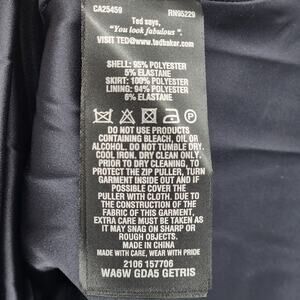 CA25459 RN95229
Ted says,
"You look fabulous".
VISIT TED@www.tedbaker.com
SHELL: 95% POLYESTER
5% ELASTANE
SKIRT: 100% POLYESTER
LINING: 94% POLYESTER
6% ELASTANE
DO NOT USE PRODUCTS
CONTAINING BLEACH, OIL OR
ALCOHOL. DO NOT TUMBLE DRY.
COOL IRON. DRY CLEAN ONLY.
PRIOR TO DRY CLEANING, TO
PROTECT THE ZIP PULLER, TURN
GARMENT INSIDE OUT AND IF
POSSIBLE COVER THE
PULLER WITH CLOTH. DUE TO THE
CONSTRUCTION OF THE
FABRIC OF THIS GARMENT,
EXTRA CARE MUST BE TAKEN AS
IT MAY SNAG ON SHARP OR
ROUGH OBJECTS.
MADE IN CHINA
MADE WITH CARE, WEAR WITH PRIDE
2106 157706
WA6W GDA5 GETRIS